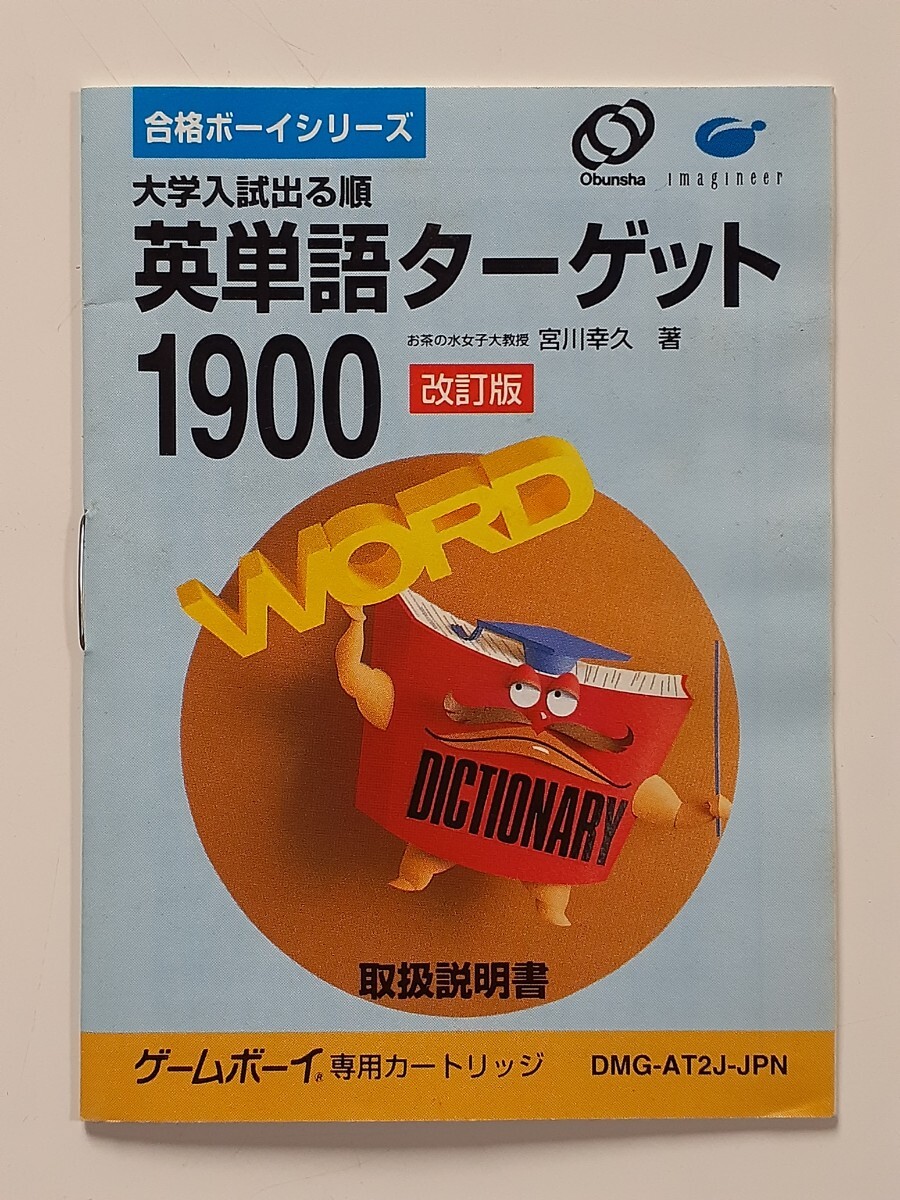 合格ボーイシリーズ
Obunsha
imagineer
大学入試出る順
英単語ターゲット
1900
お茶の水女子大教授 宮川幸久 著
改訂版
WORD
DICTIONARY
取扱説明書
ゲームボーイ® 専用カートリッジ DMG-AT2J-JPN